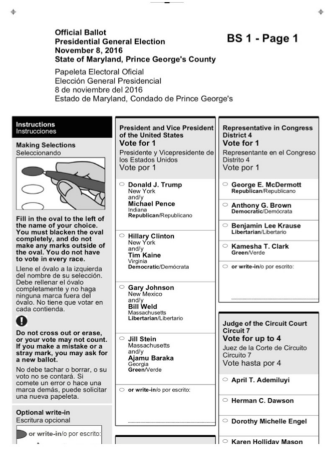 Official Ballot
Presidential General Election
November 8, 2016
State of Maryland, Prince George's County
BS 1 - Page 1
Papeleta Electoral Oficial
Elección General Presidencial
8 de noviembre del 2016
Estado de Maryland, Condado de Prince George's
Instructions
Instrucciones
Making Selections
Seleccionando
Fill in the oval to the left of
the name of your choice.
You must blacken the oval
completely, and do not
make any marks outside of
the oval. You do not have
to vote in every race.
Llene el óvalo a la izquierda
del nombre de su selección.
Debe rellenar el óvalo
completamente y no haga
ninguna marca fuera del
óvalo. No tiene que votar en
cada contienda.
Do not cross out or erase,
or your vote may not count.
If you make a mistake or a
stray mark, you may ask for
a new ballot.
No debe tachar o borrar, o su
voto no se contará. Si
comete un error o hace una
marca demás, puede solicitar
una nueva papeleta.
Optional write-in
Escritura opcional
or write-in/o por escrito:
President and Vice President
of the United States
Vote for 1
Presidente y Vicepresidente de
los Estados Unidos
Vote por 1
Donald J. Trump
New York
and/y
Michael Pence
Indiana
Republican/Republicano
Hillary Clinton
New York
and/y
Tim Kaine
Virginia
Democratic/Demócrata
Gary Johnson
New Mexico
and/y
Bill Weld
Massachusetts
Libertarian/Libertario
Jill Stein
Massachusetts
and/y
Ajamu Baraka
Georgia
Green/Verde
or write-in/o por escrito:
Representative in Congress
District 4
Vote for 1
Representante en el Congreso
Distrito 4
Vote por 1
George E. McDermott
Republican/Republicano
Anthony G. Brown
Democratic/Demócrata
Benjamin Lee Krause
Libertarian/Libertario
Kamesha T. Clark
Green/Verde
or write-in/o por escrito:
Judge of the Circuit Court
Circuit 7
Vote for up to 4
Juez de la Corte de Circuito
Circuito 7
Vote hasta por 4
April T. Ademiluyi
Herman C. Dawson
Dorothy Michelle Engel
Karen Holliday Mason